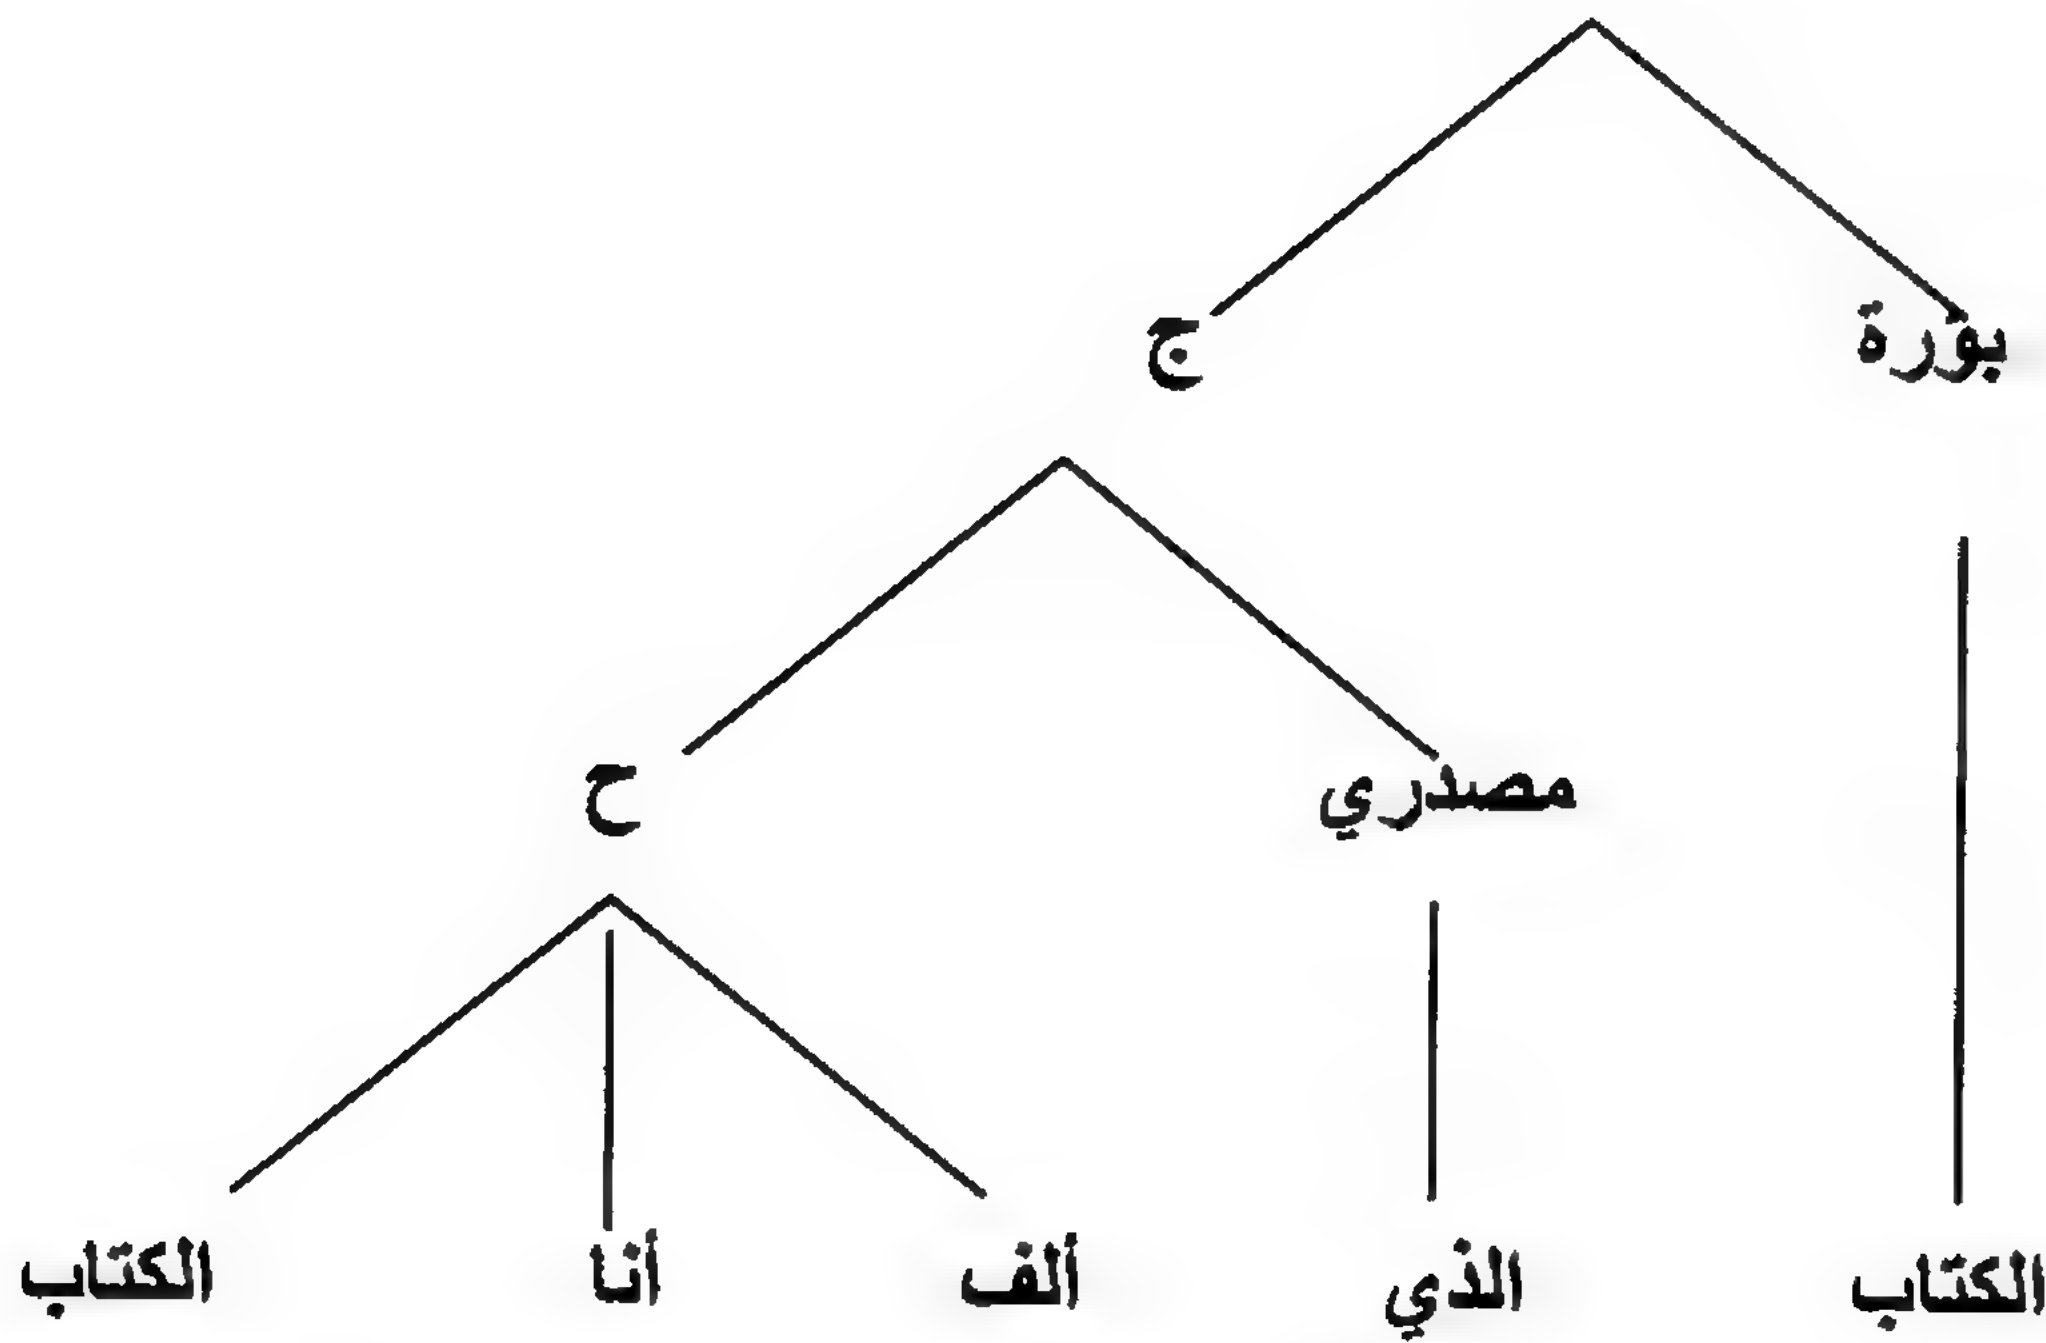 بؤرة ج
مصدري ح
الكتاب الذي ألف أنا الكتاب